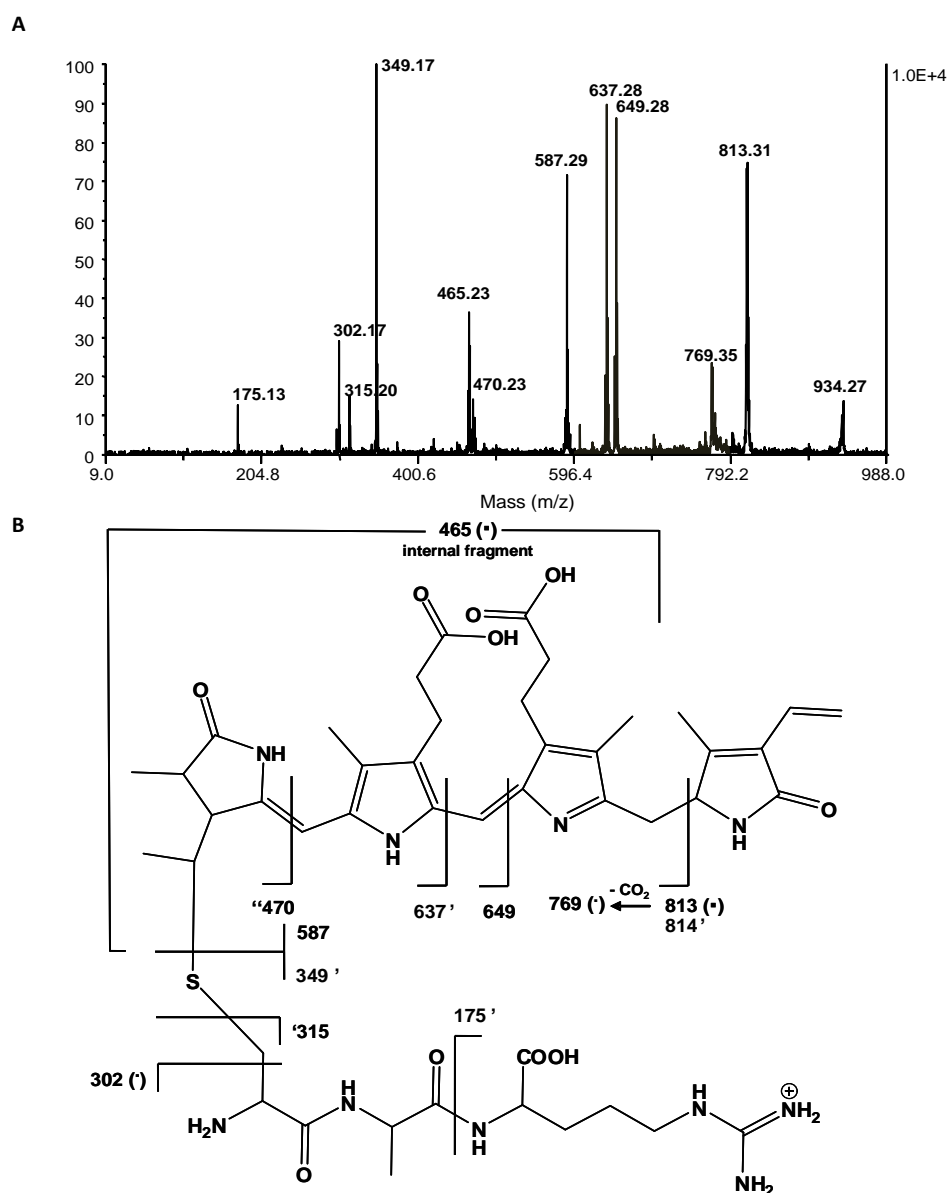 A
1.0E+4
100
90
80
70
60
50
40
30
20
10
0
349.17
637.28
649.28
587.29
813.31
465.23
302.17
769.35
175.13
315.20
470.23
934.27
9.0
204.8
400.6
596.4
792.2
988.0
Mass (m/z)
B
465 (▪)
internal fragment
OH
O
O
OH
O
NH
N
H
N
N
H
O
“470
637 ’
649
769 (·)
- CO2
813 (▪)
814’
587
349 ’
S
‘315
175 ’
302 (·)
H2N
O
H
N
O
N
H
COOH
H
N
+
NH2
NH2